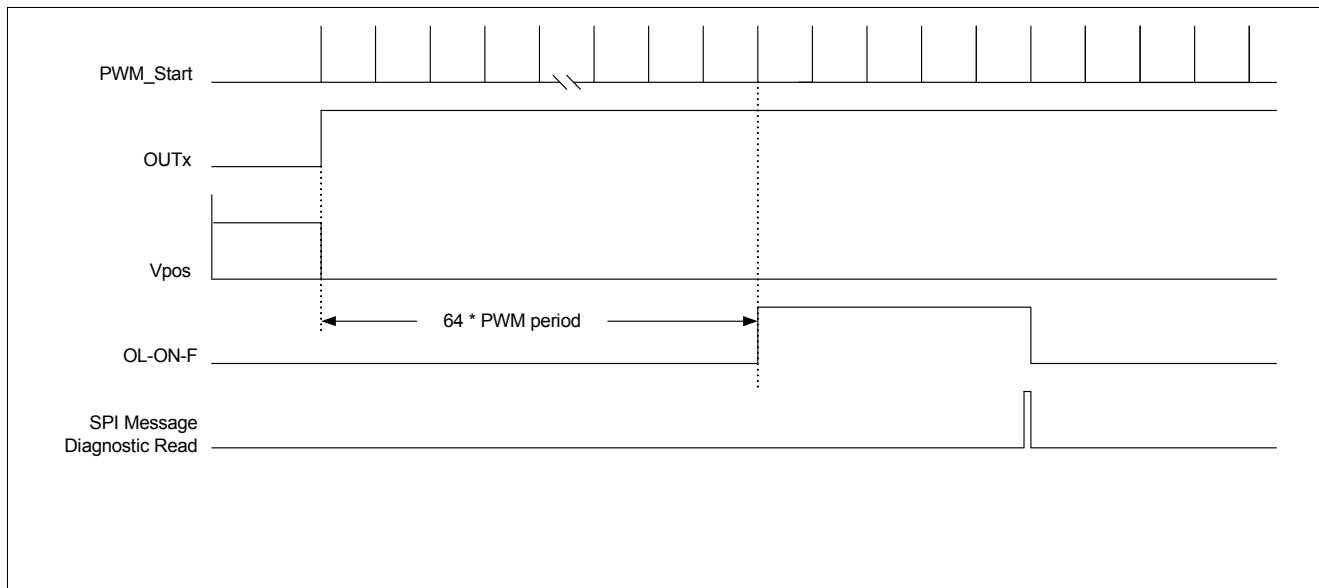 PWM_Start
OUTx
Vpos
64 * PWM period
OL-ON-F
SPI Message
Diagnostic Read